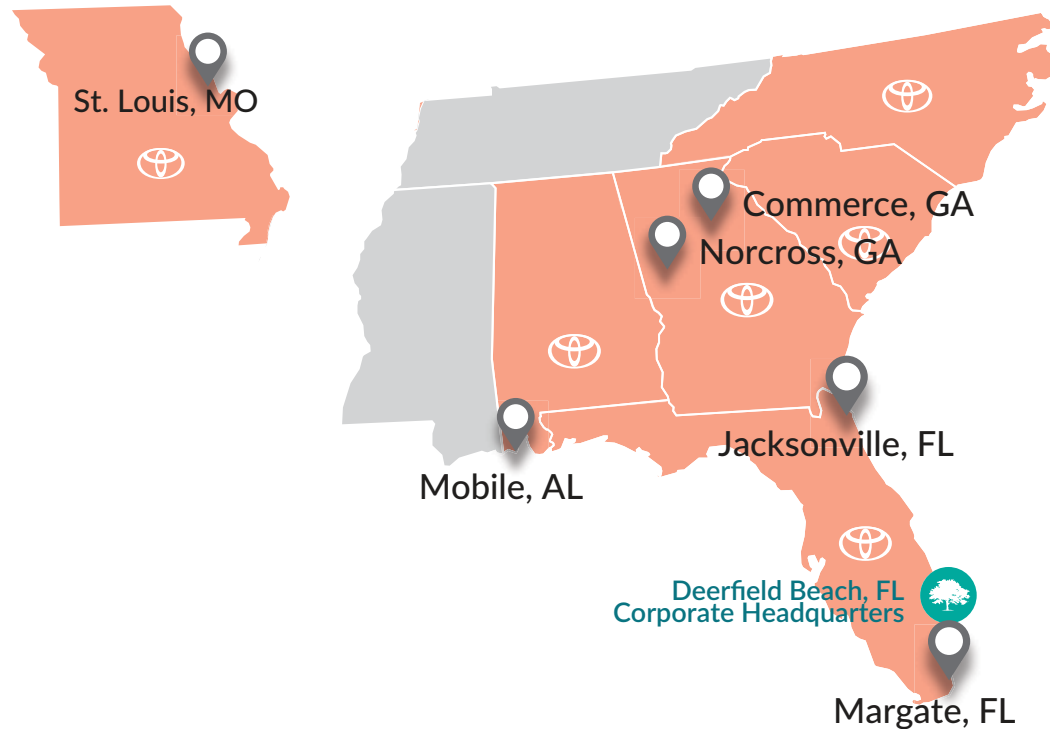 St. Louis, MO
Commerce, GA
Norcross, GA
Jacksonville, FL
Mobile, AL
Deerfield Beach, FL
Corporate Headquarters
Margate, FL